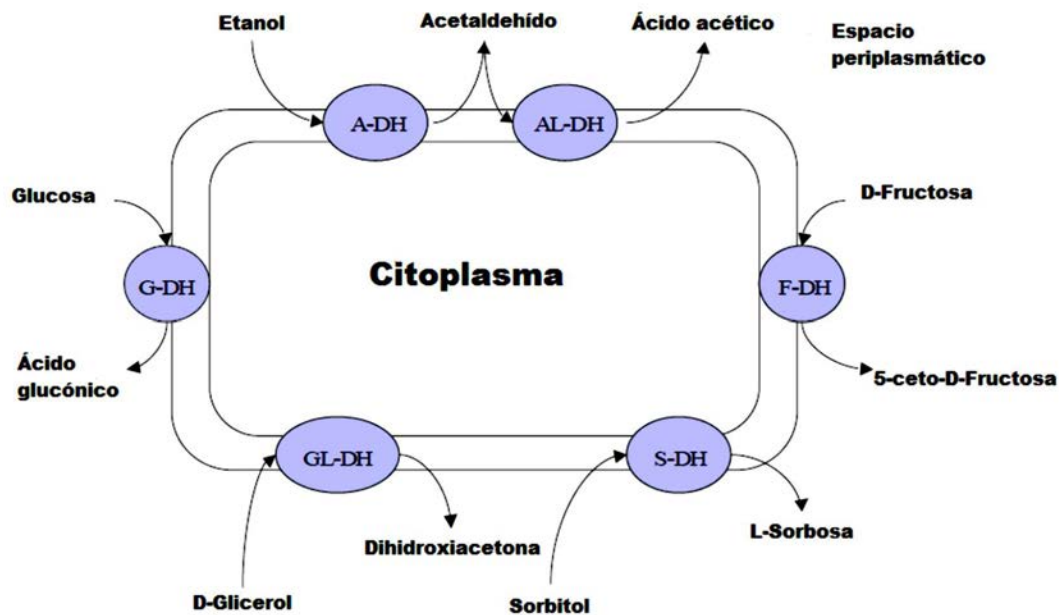 Etanol
Acetaldehído
Ácido acético
Espacio
periplasmático
A-DH
AL-DH
Glucosa
D-Fructosa
Citoplasma
G-DH
F-DH
Ácido
glucónico
5-ceto-D-Fructosa
GL-DH
S-DH
L-Sorbosa
Dihidroxiacetona
D-Glicerol
Sorbitol